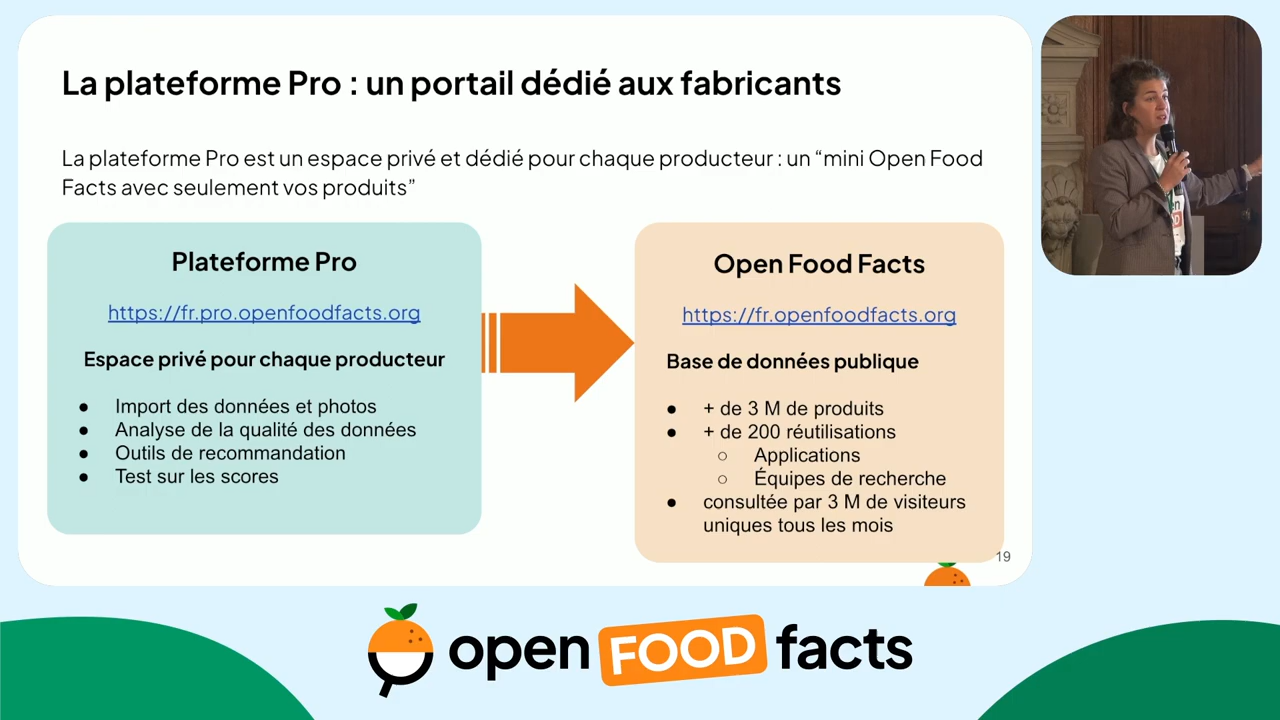 La plateforme Pro : un portail dédié aux fabricants
La plateforme Pro est un espace privé et dédié pour chaque producteur : un “mini Open Food
Facts avec seulement vos produits”
Plateforme Pro
https://fr.pro.openfoodfacts.org
Espace privé pour chaque producteur
● Import des données et photos
● Analyse de la qualité des données
● Outils de recommandation
● Test sur les scores
Open Food Facts
https://fr.openfoodfacts.org
Base de données publique
● + de 3 M de produits
● + de 200 réutilisations
○ Applications
○ Équipes de recherche
● consultée par 3 M de visiteurs
uniques tous les mois
19
open FOOD facts